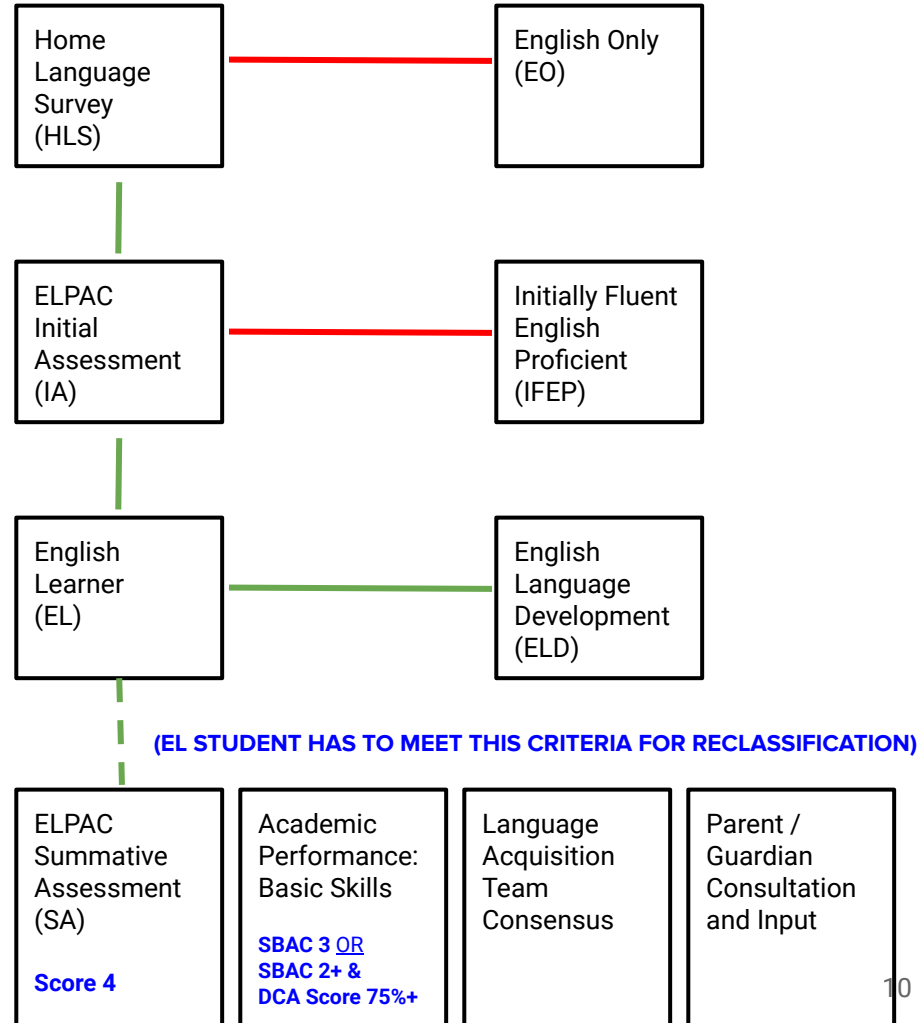 Home
Language
Survey
(HLS)
English Only
(EO)
ELPAC
Initial
Assessment
(IA)
Initially Fluent
English
Proficient
(IFEP)
English
Learner
(EL)
English
Language
Development
(ELD)
(EL STUDENT HAS TO MEET THIS CRITERIA FOR RECLASSIFICATION)
ELPAC
Summative
Assessment
(SA)
Score 4
Academic
Performance:
Basic Skills
SBAC 3 OR
SBAC 2+ &
DCA Score 75%+
Language
Acquisition
Team
Consensus
Parent /
Guardian
Consultation
and Input
10